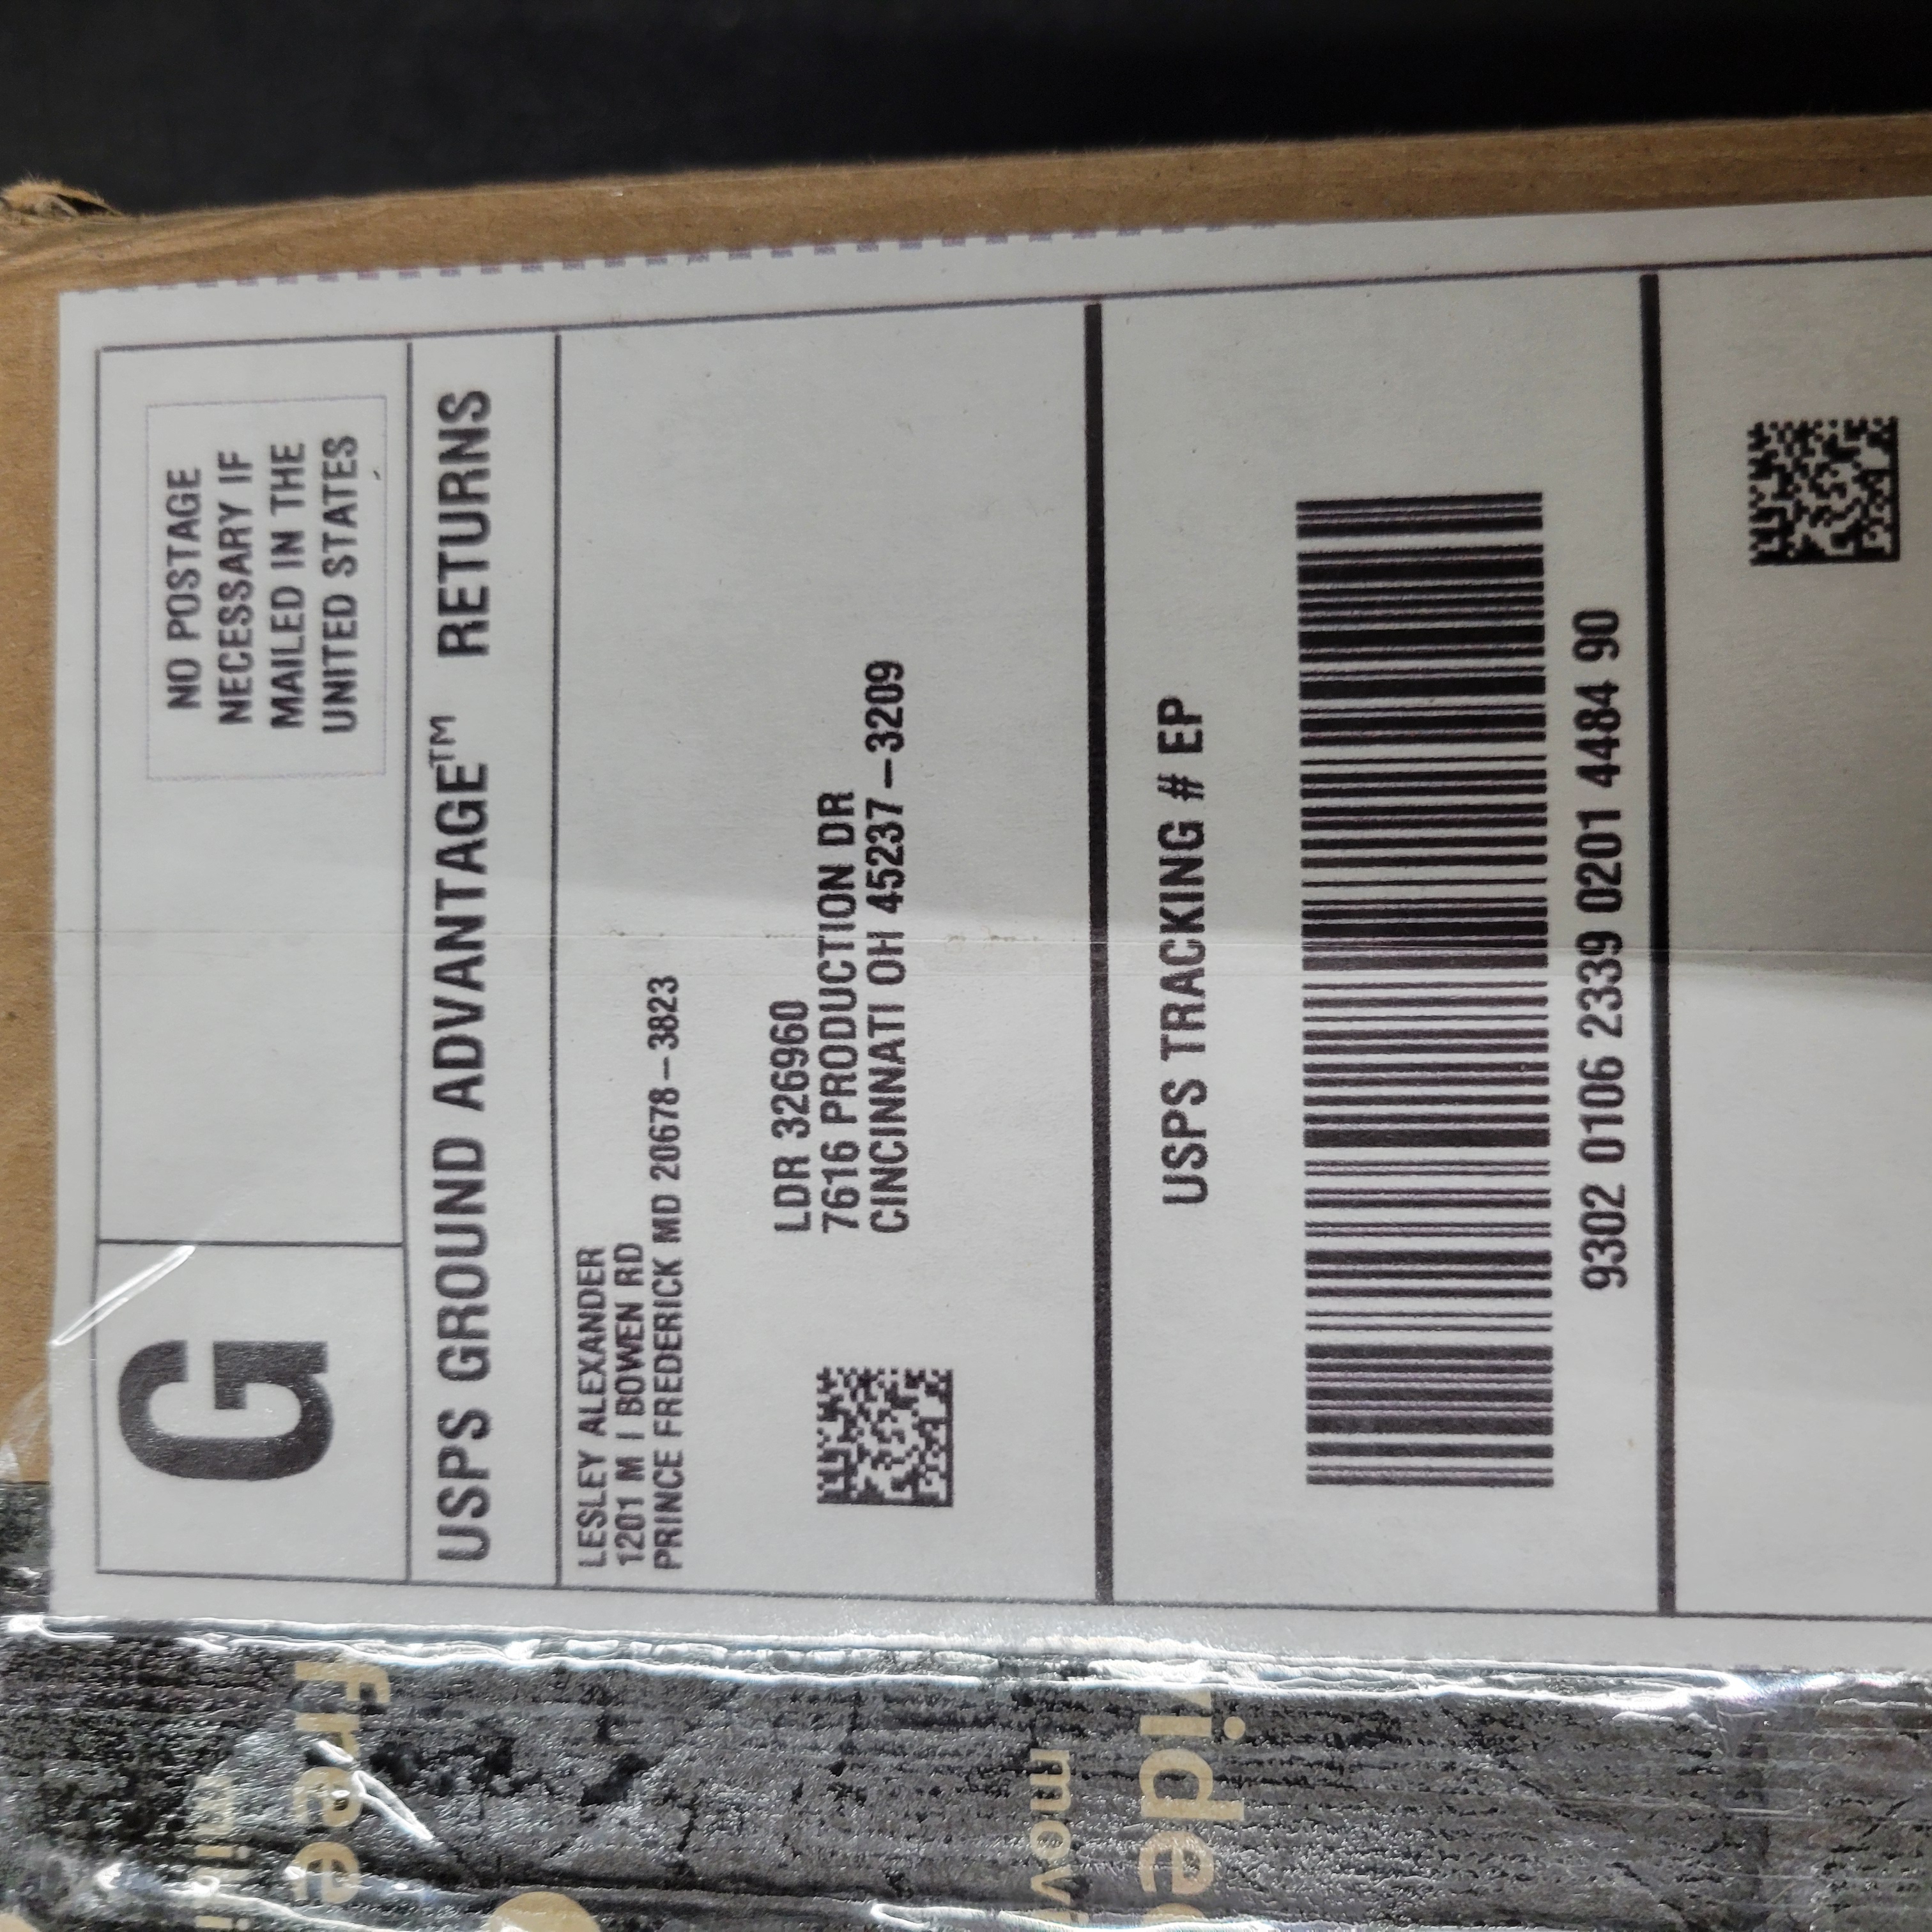 G
NO POSTAGE
NECESSARY IF
MAILED IN THE
UNITED STATES
USPS GROUND ADVANTAGE™ RETURNS
LESLEY ALEXANDER
1201 M I BOWEN RD
PRINCE FREDERICK MD 20678-3823
LDR 326960
7616 PRODUCTION DR
CINCINNATI OH 45237-3209
USPS TRACKING # EP
9302 0106 2339 0201 4484 90
free